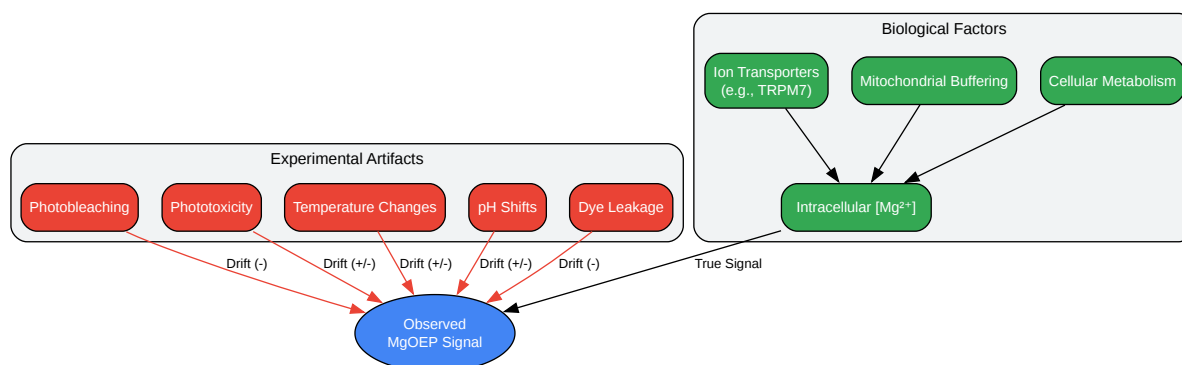 Biological Factors
Ion Transporters
(e.g., TRPM7)
Mitochondrial Buffering
Cellular Metabolism
Experimental Artifacts
Photobleaching
Phototoxicity
Temperature Changes
pH Shifts
Dye Leakage
Intracellular [Mg²⁺]
Drift (-)
Drift (+/-)
Drift (+/-)
Drift (+/-)
Drift (-)
True Signal
Observed
MgOEP Signal